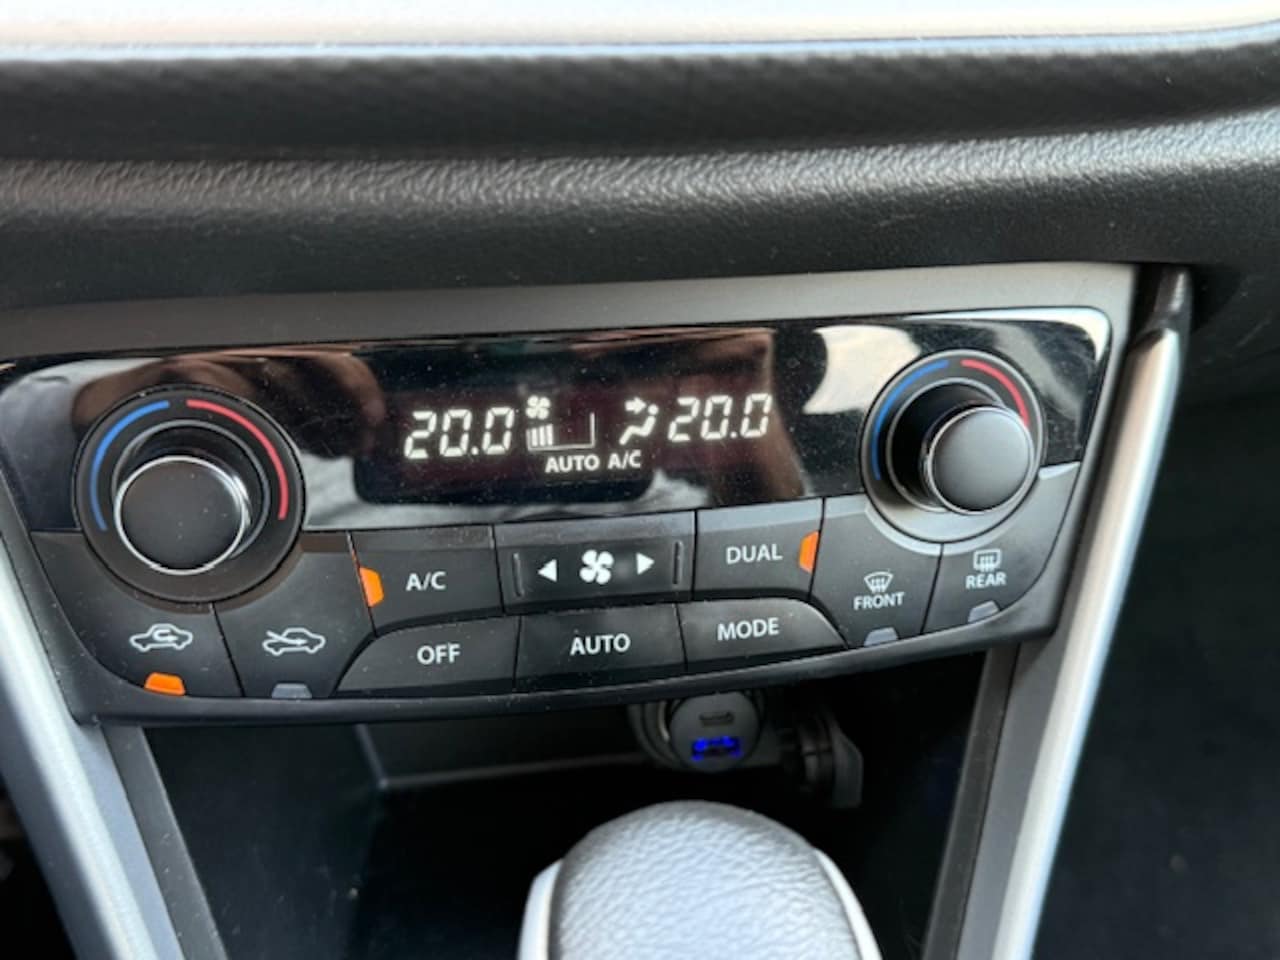 20.0 20.0
AUTO A/C
A/C
DUAL
FRONT
REAR
OFF
AUTO
MODE